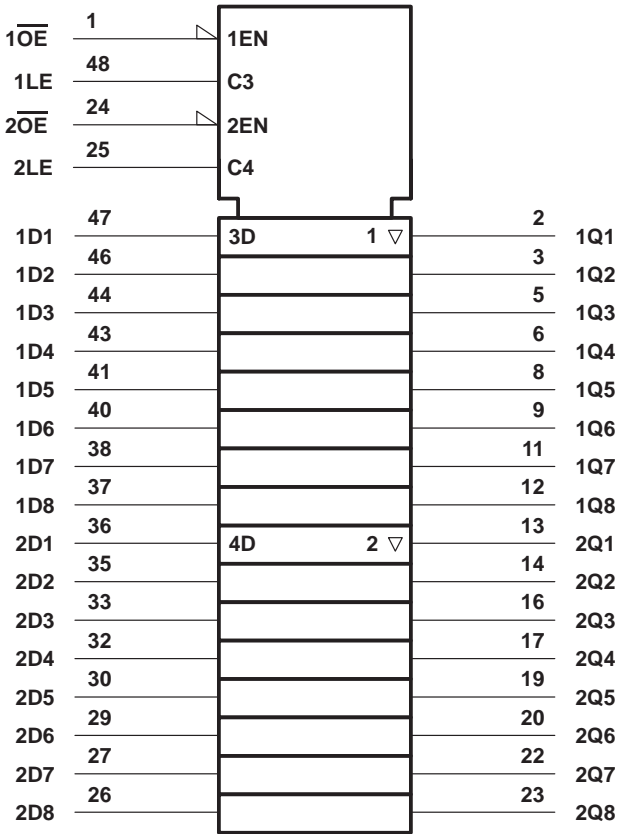 1O̅E̅ 1 1EN
1LE 48 C3
2O̅E̅ 24 2EN
2LE 25 C4
1D1 47 3D 1 ▽ 2 1Q1
1D2 46 3 1Q2
1D3 44 5 1Q3
1D4 43 6 1Q4
1D5 41 8 1Q5
1D6 40 9 1Q6
1D7 38 11 1Q7
1D8 37 12 1Q8
2D1 36 4D 2 ▽ 13 2Q1
2D2 35 14 2Q2
2D3 33 16 2Q3
2D4 32 17 2Q4
2D5 30 19 2Q5
2D6 29 20 2Q6
2D7 27 22 2Q7
2D8 26 23 2Q8